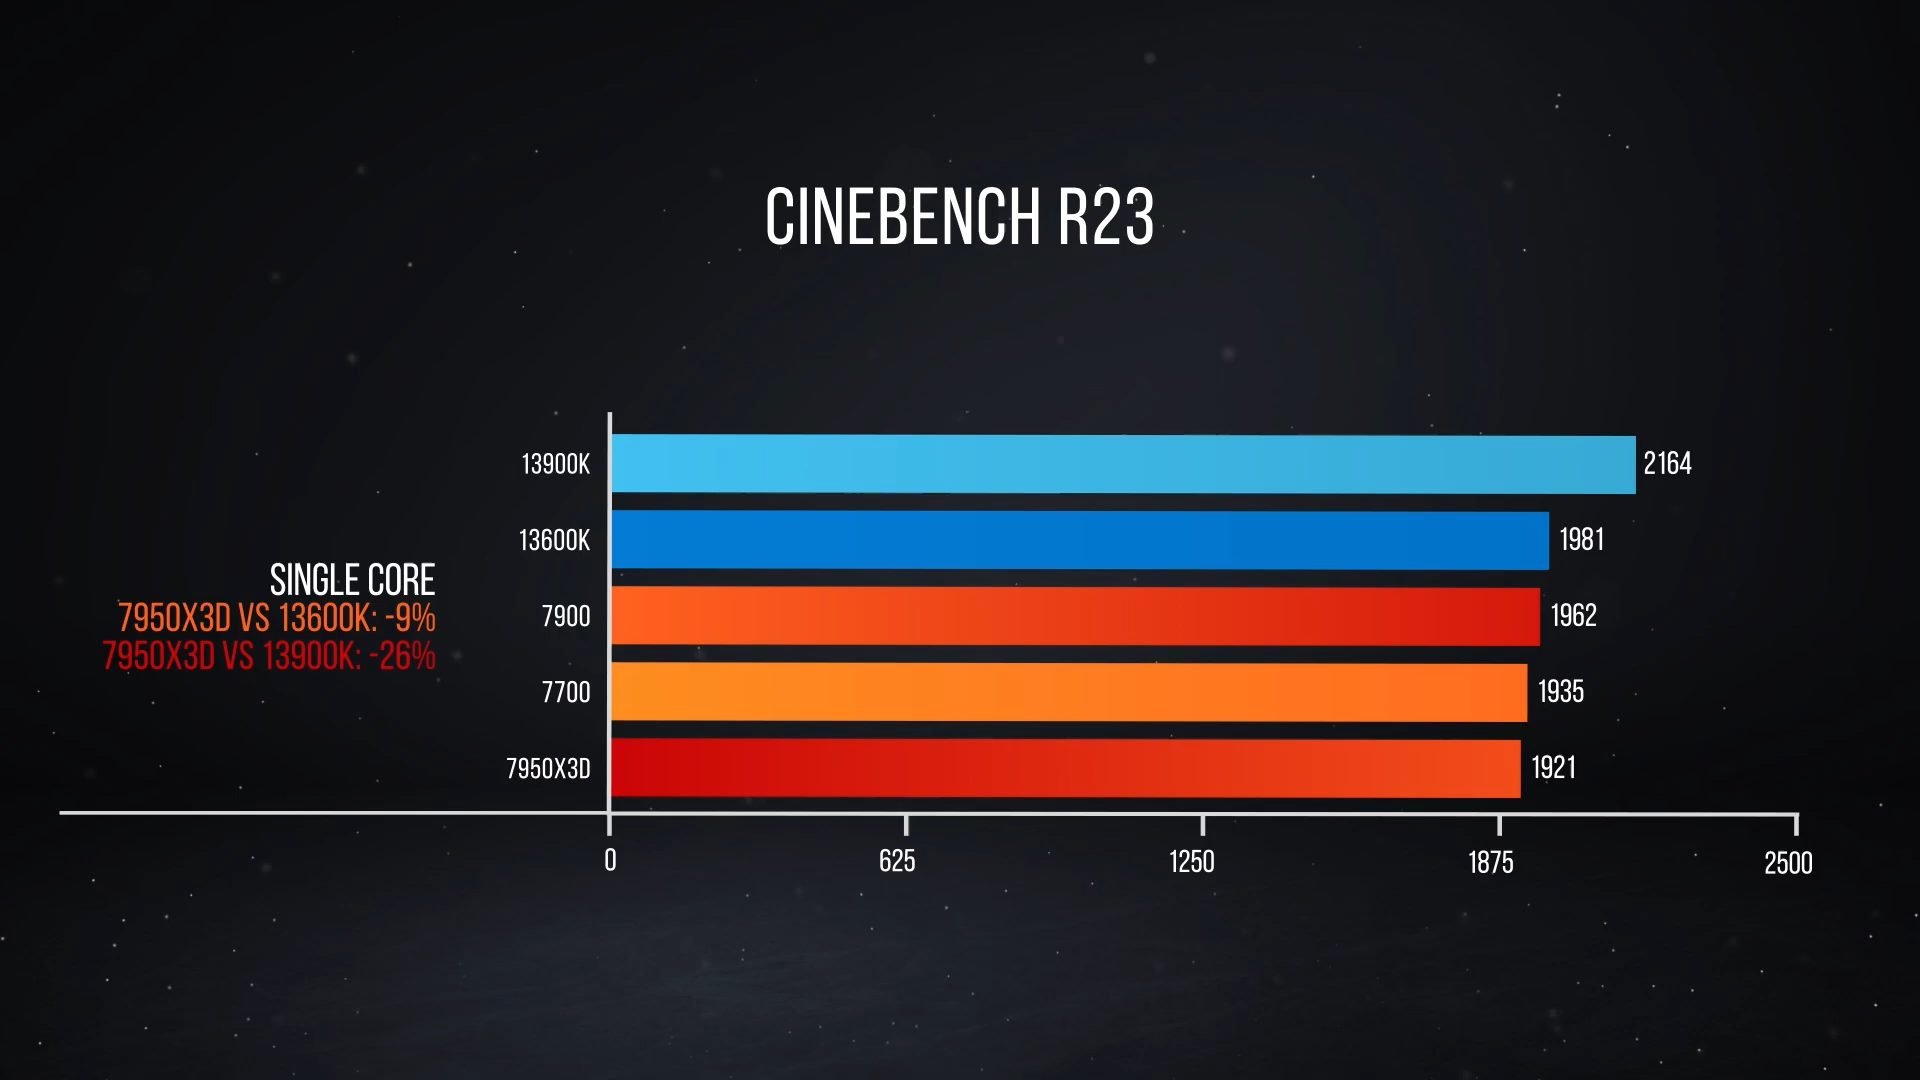 CINEBENCH R23
13900K 2164
13600K 1981
SINGLE CORE
7950X3D VS 13600K: -9%
7950X3D VS 13900K: -26%
7900 1962
7700 1935
7950X3D 1921
0 625 1250 1875 2500